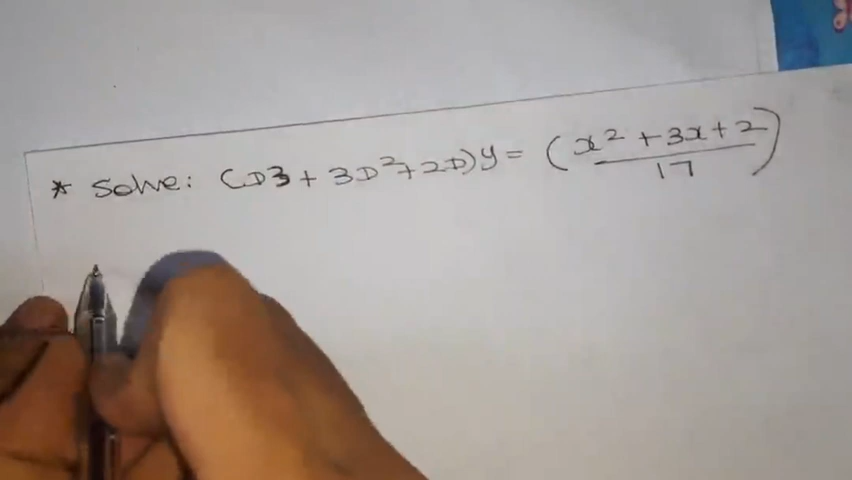 * Solve: (D3 + 3D² + 2D)y = (x² + 3x + 2 / 17)